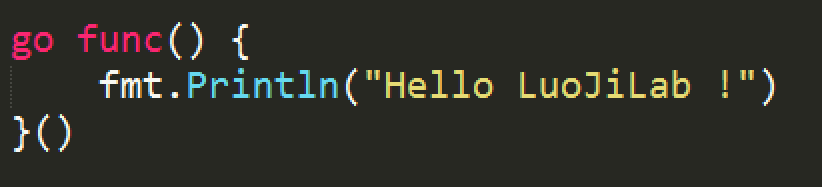 go func() {
    fmt.Println("Hello LuoJiLab !")
}()